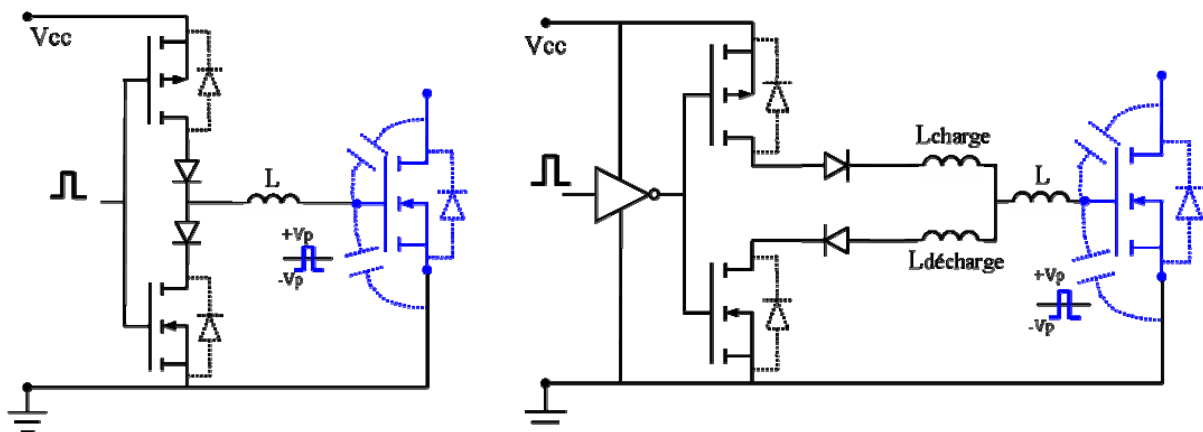 Vcc
L
+Vp
-Vp
Vcc
Lcharge
L
Ldécharge
+Vp
-Vp